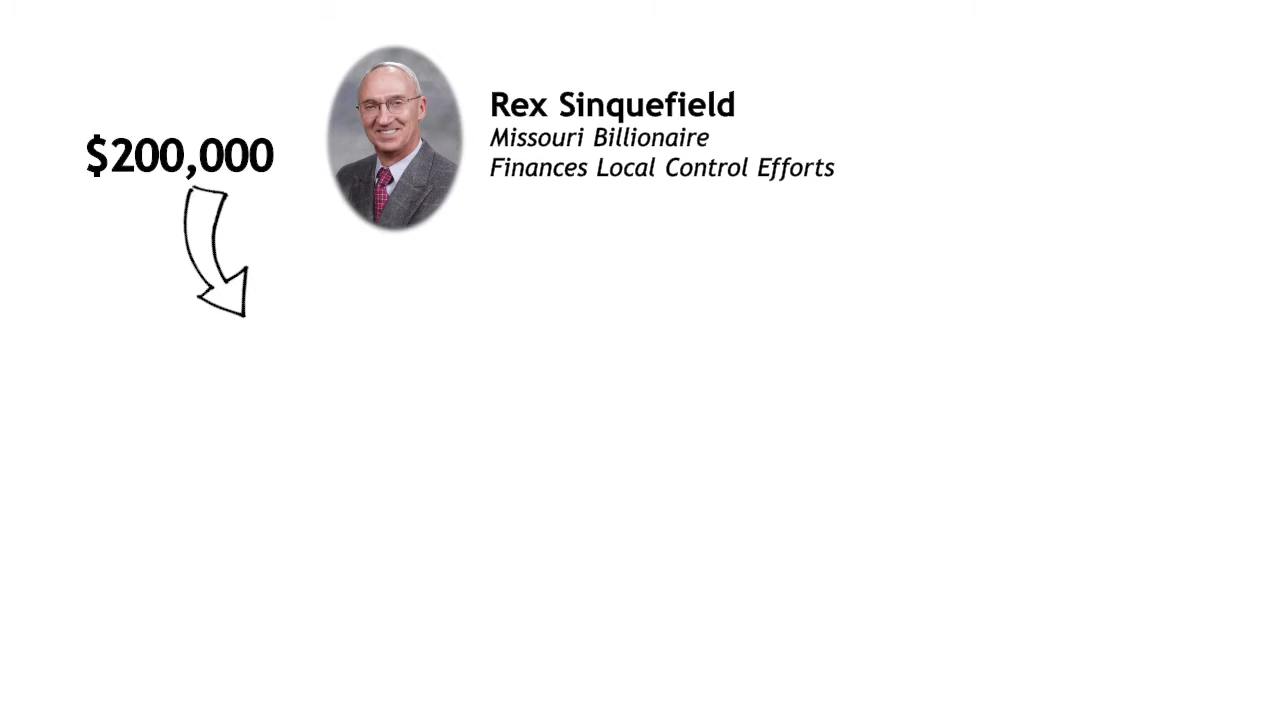 $200,000
Rex Sinquefield
Missouri Billionaire
Finances Local Control Efforts